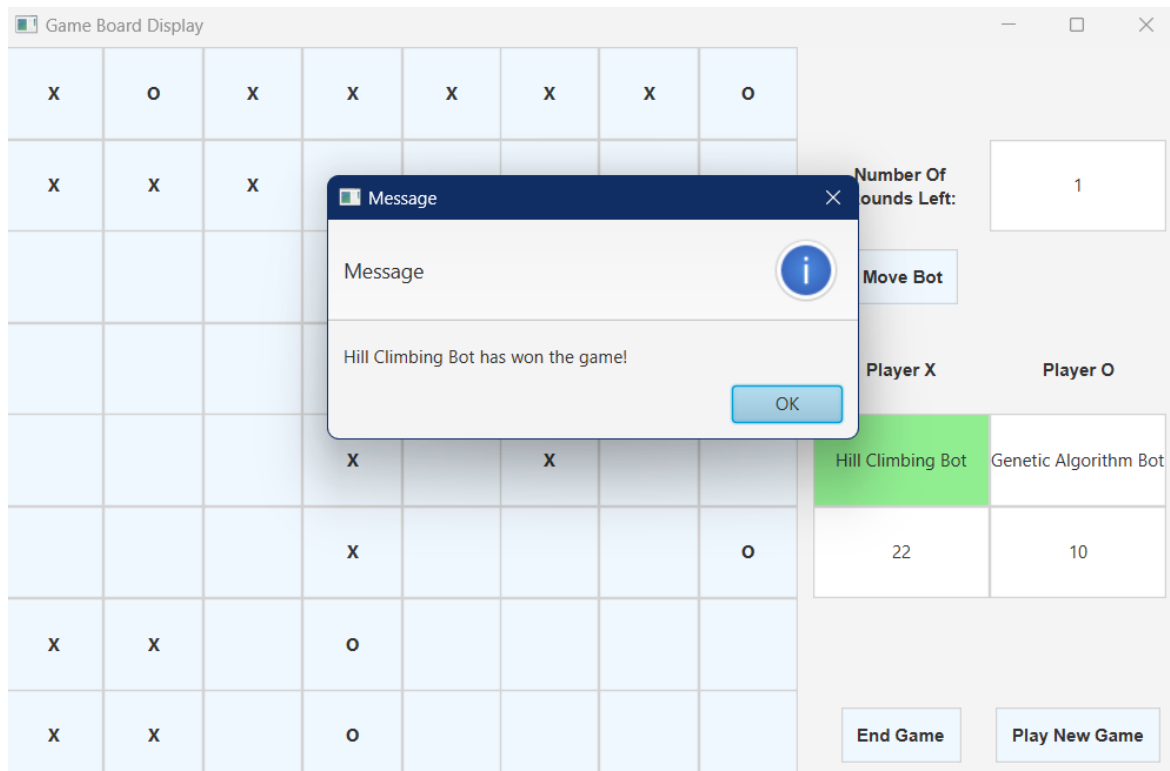 Game Board Display
X O X X X X X O
X X X
Number Of
ounds Left:
1
Message
Message
Hill Climbing Bot has won the game!
OK
Move Bot
Player X Player O
X X
Hill Climbing Bot Genetic Algorithm Bot
X O
22 10
X X O
X X O
End Game Play New Game